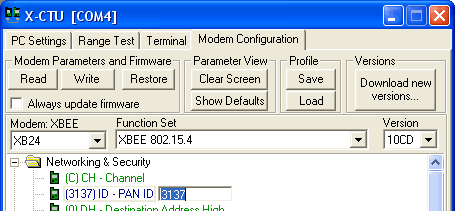 X-CTU [COM4]
PC Settings Range Test Terminal Modem Configuration
Modem Parameters and Firmware Parameter View Profile Versions
Read Write Restore Clear Screen Save Download new versions...
Always update firmware Show Defaults Load
Modem: XBEE Function Set Version
XB24 XBEE 802.15.4 10CD
Networking & Security
(C) CH - Channel
(3137) ID - PAN ID 3137
(0) DH - Destination Address High